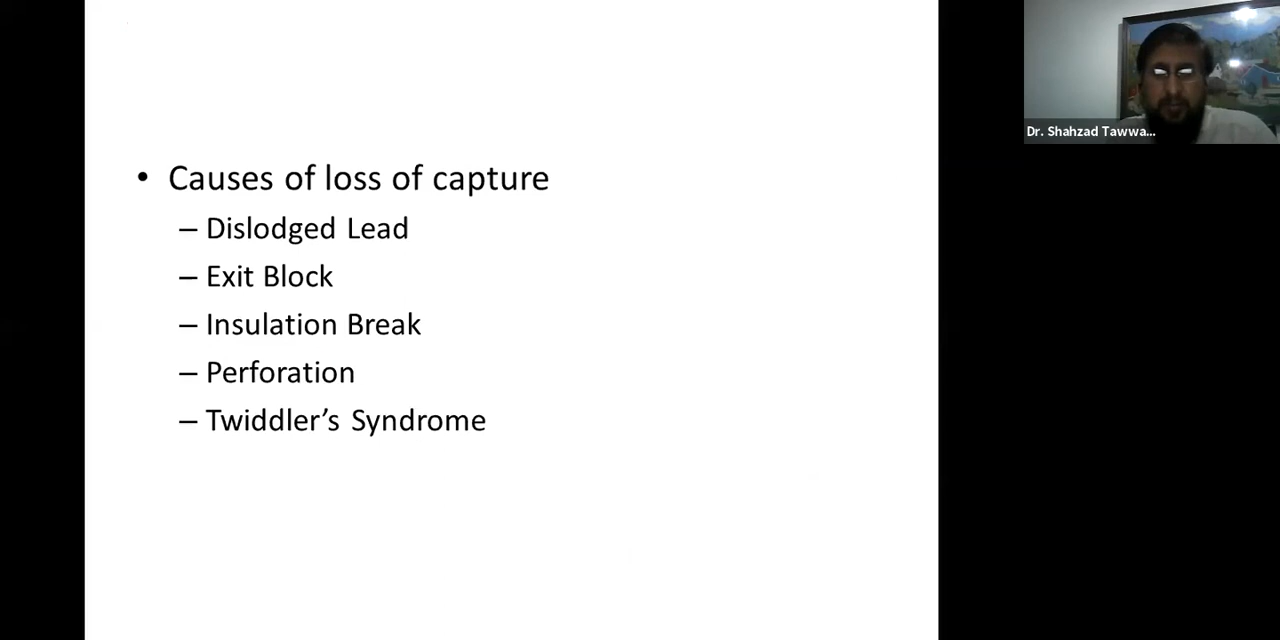 • Causes of loss of capture
– Dislodged Lead
– Exit Block
– Insulation Break
– Perforation
– Twiddler’s Syndrome
Dr. Shahzad Tawwa...